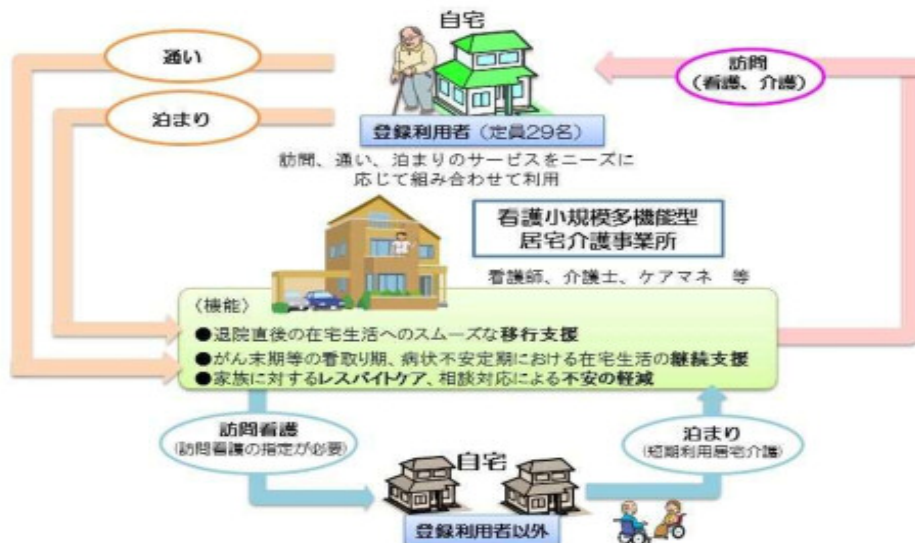 自宅
通い
訪問
(看護、介護)
泊まり
登録利用者(定員29名)
訪問、通い、泊まりのサービスをニーズに
応じて組み合わせて利用
看護小規模多機能型
居宅介護事業所
看護師、介護士、ケアマネ 等
〈機能〉
●退院直後の在宅生活へのスムーズな移行支援
●がん末期等の看取り期、病状不安定期における在宅生活の継続支援
●家族に対するレスパイトケア、相談対応による不安の軽減
訪問看護
(訪問看護の指定が必要)
泊まり
(短期利用居宅介護)
自宅
登録利用者以外